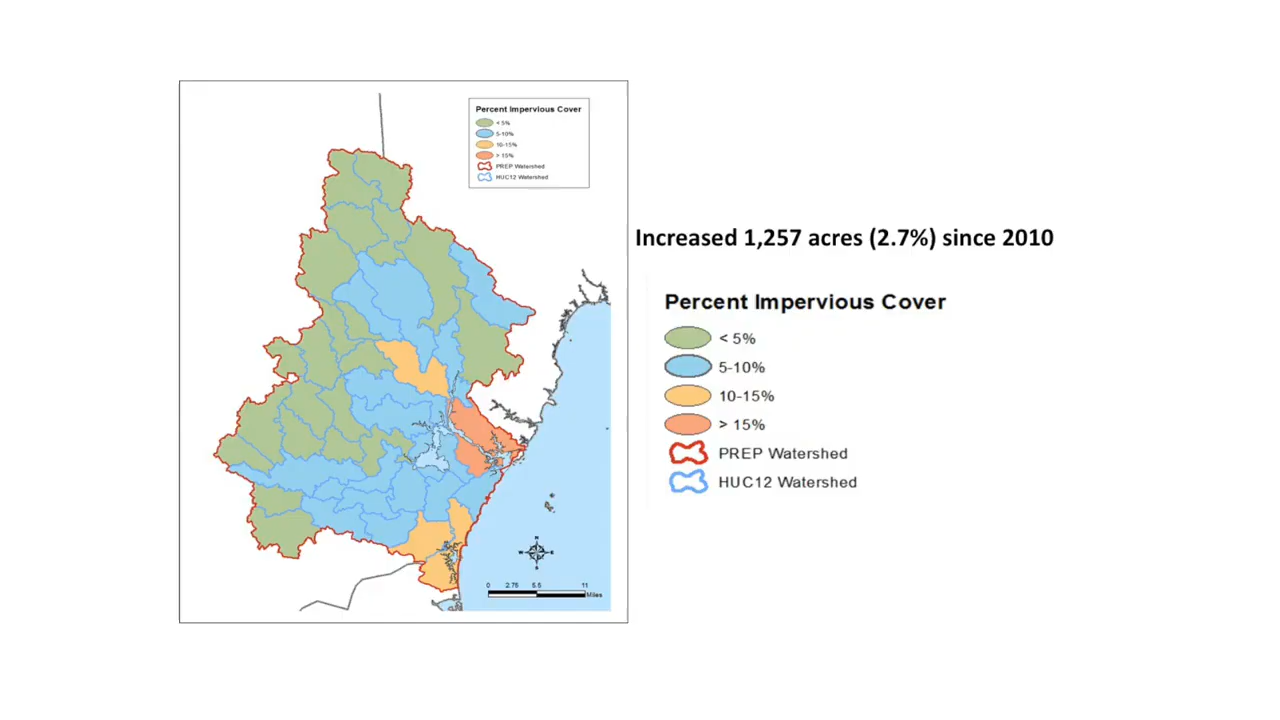 Percent Impervious Cover
< 5%
5-10%
10-15%
> 15%
PREP Watershed
HUC12 Watershed
Increased 1,257 acres (2.7%) since 2010
Percent Impervious Cover
< 5%
5-10%
10-15%
> 15%
PREP Watershed
HUC12 Watershed
N
W E
S
0 2.75 5.5 11
Miles